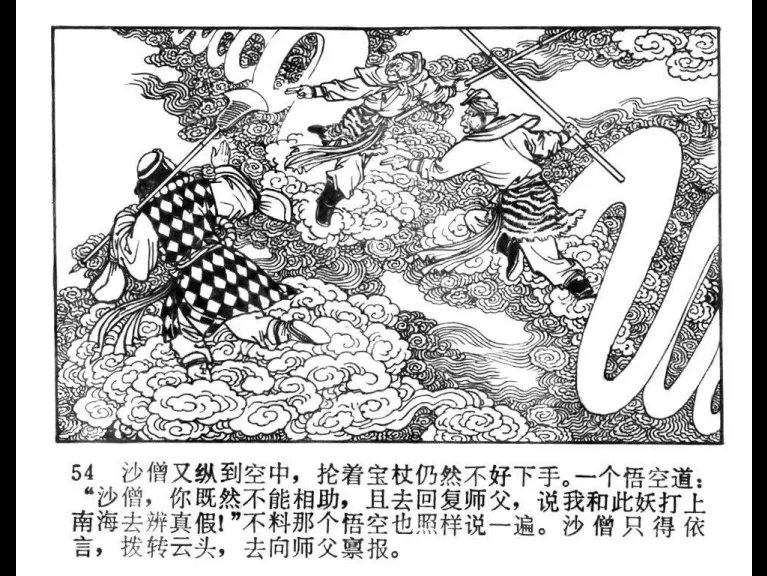 54　沙僧又纵到空中，抡着宝杖仍然不好下手。一个悟空道：
“沙僧，你既然不能相助，且去回复师父，说我和此妖打上
南海去辨真假！”不料那个悟空也照样说一遍。沙僧只得依
言，拨转云头，去向师父禀报。